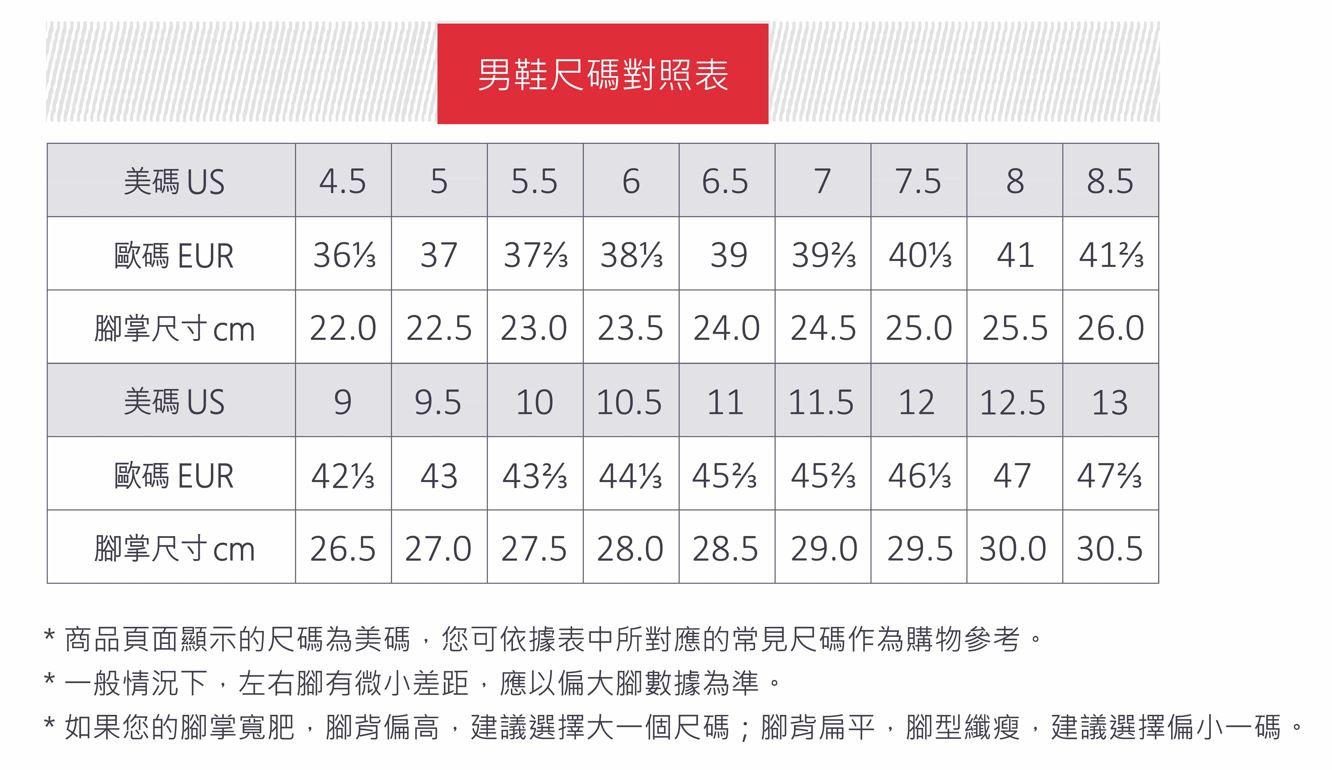 男鞋尺碼對照表
美碼 US 4.5 5 5.5 6 6.5 7 7.5 8 8.5
歐碼 EUR 36⅓ 37 37⅔ 38⅓ 39 39⅔ 40⅓ 41 41⅔
腳掌尺寸 cm 22.0 22.5 23.0 23.5 24.0 24.5 25.0 25.5 26.0
美碼 US 9 9.5 10 10.5 11 11.5 12 12.5 13
歐碼 EUR 42⅓ 43 43⅔ 44⅓ 45⅔ 45⅔ 46⅓ 47 47⅔
腳掌尺寸 cm 26.5 27.0 27.5 28.0 28.5 29.0 29.5 30.0 30.5
* 商品頁面顯示的尺碼為美碼，您可依據表中所對應的常見尺碼作為購物參考。
* 一般情況下，左右腳有微小差距，應以偏大腳數據為準。
* 如果您的腳掌寬肥，腳背偏高，建議選擇大一個尺碼；腳背扁平，腳型纖瘦，建議選擇偏小一碼。